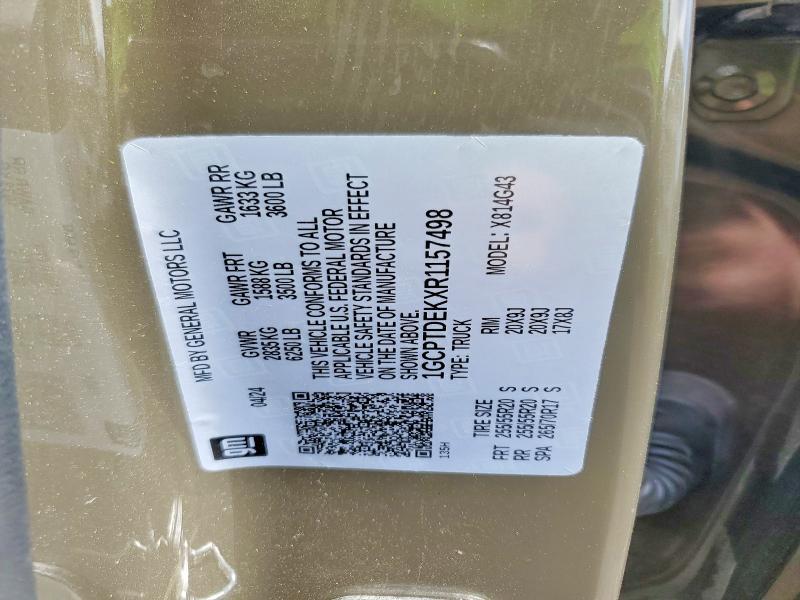 MFD BY GENERAL MOTORS LLC
gm
04/24
GVWR GAWR FRT GAWR RR
2835KG 1588 KG 1633 KG
6250 LB 3500 LB 3600 LB
THIS VEHICLE CONFORMS TO ALL
APPLICABLE U.S. FEDERAL MOTOR
VEHICLE SAFETY STANDARDS IN EFFECT
ON THE DATE OF MANUFACTURE
SHOWN ABOVE.
1GCPTDEKXR1157498
135H
TYPE: TRUCK
MODEL: X814G43
TIRE SIZE RIM
FRT 255/55R20 S 20X9J
RR 255/55R20 S 20X9J
SPA 265/70R17 S 17X8J